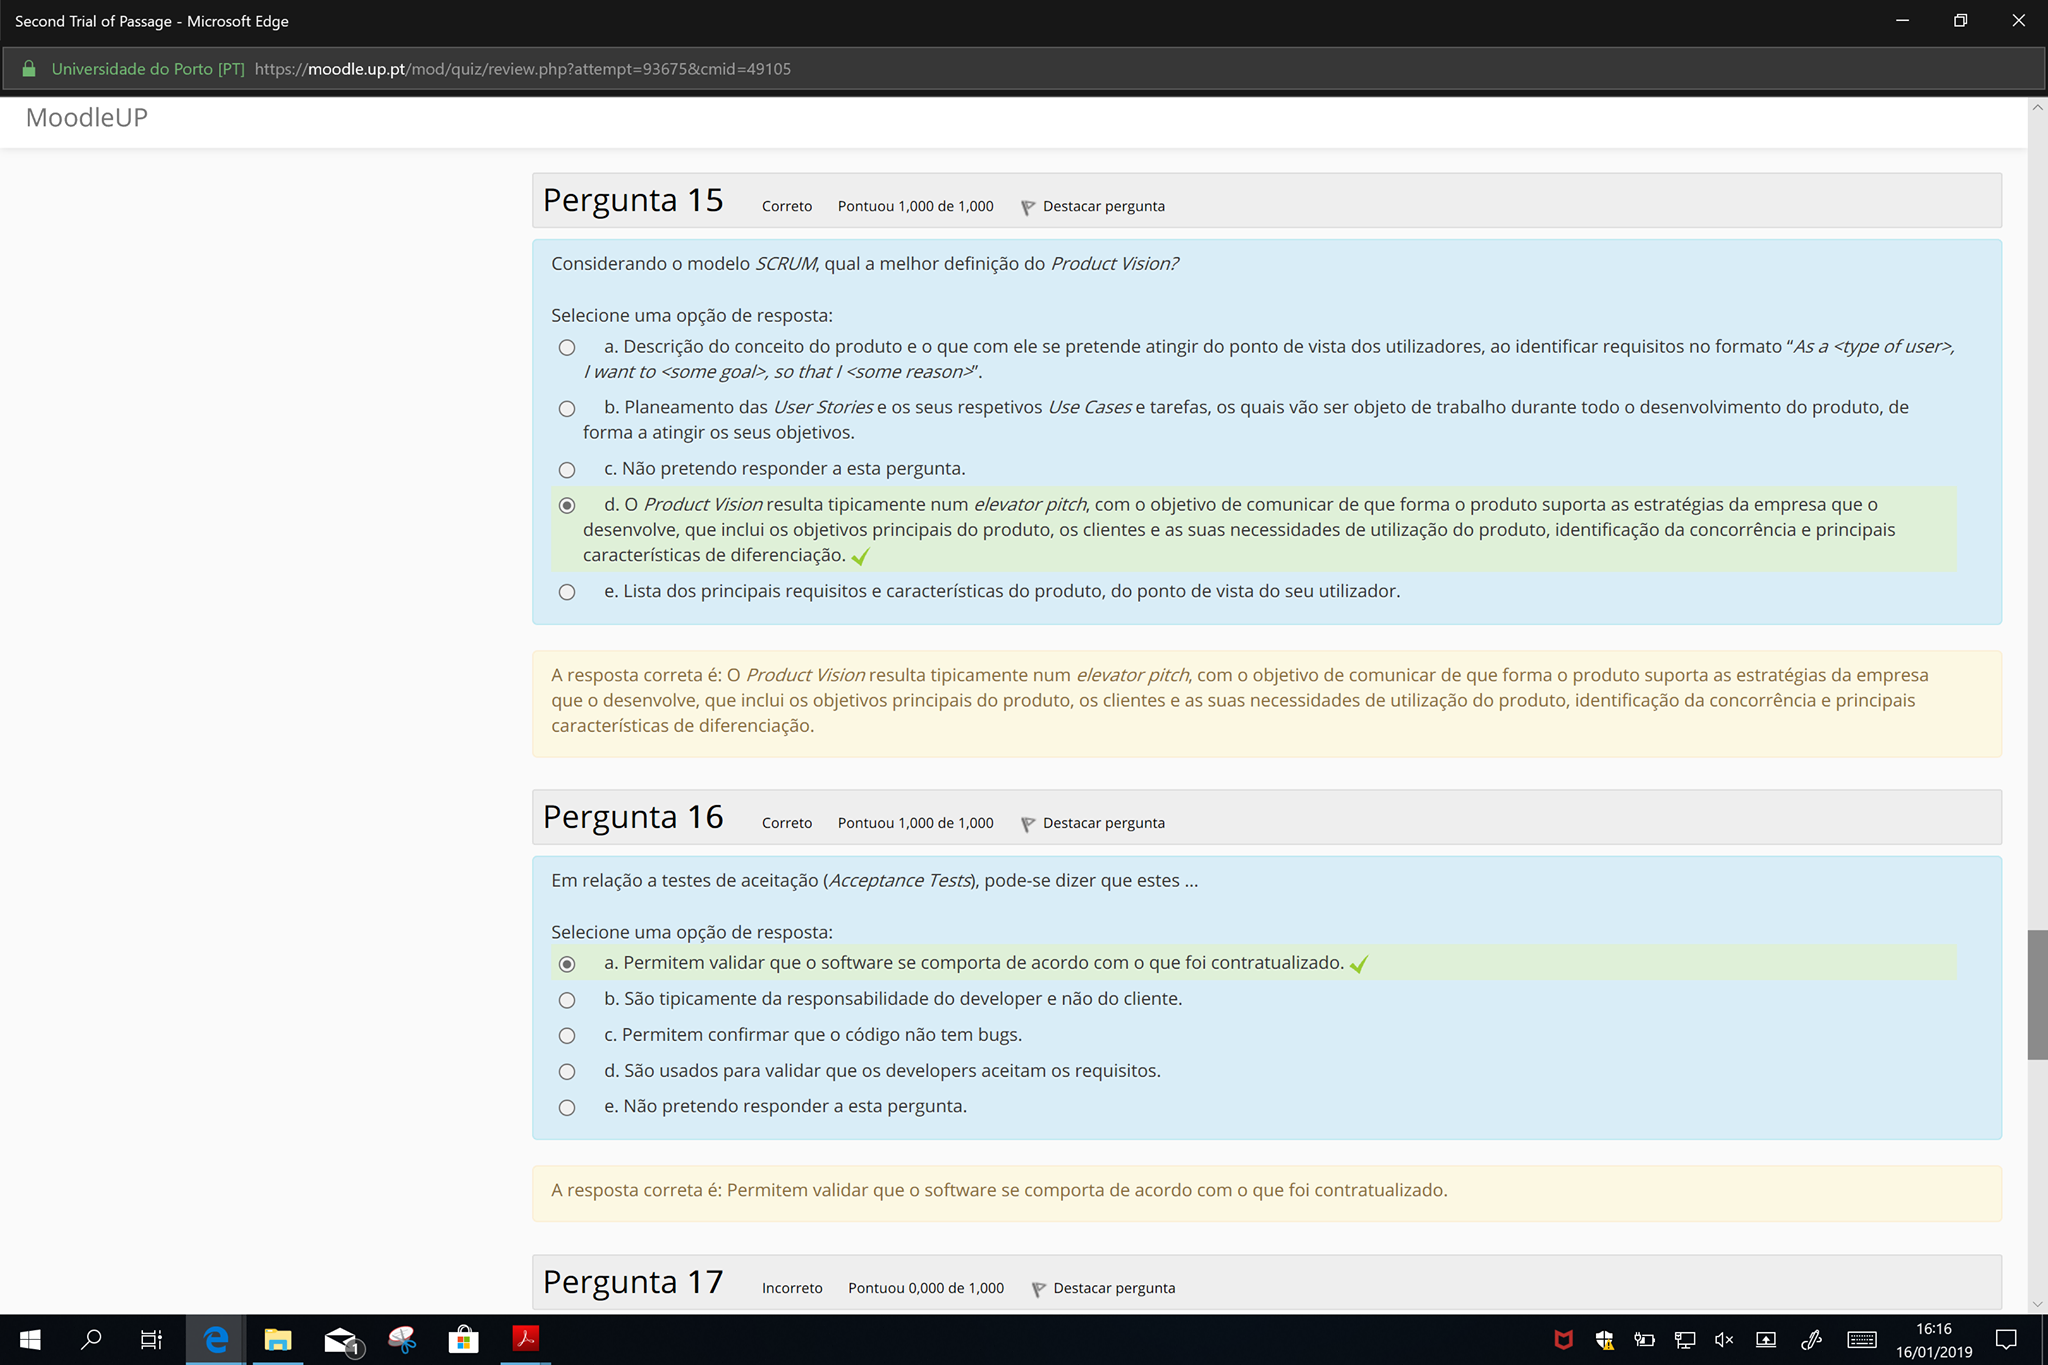 Second Trial of Passage - Microsoft Edge
Universidade do Porto [PT] https://moodle.up.pt/mod/quiz/review.php?attempt=93675&cmid=49105
MoodleUP
Pergunta 15 Correto Pontuou 1,000 de 1,000 Destacar pergunta
Considerando o modelo SCRUM, qual a melhor definição do Product Vision?
Selecione uma opção de resposta:
a. Descrição do conceito do produto e o que com ele se pretende atingir do ponto de vista dos utilizadores, ao identificar requisitos no formato “As a <type of user>,
I want to <some goal>, so that I <some reason>”.
b. Planeamento das User Stories e os seus respetivos Use Cases e tarefas, os quais vão ser objeto de trabalho durante todo o desenvolvimento do produto, de
forma a atingir os seus objetivos.
c. Não pretendo responder a esta pergunta.
d. O Product Vision resulta tipicamente num elevator pitch, com o objetivo de comunicar de que forma o produto suporta as estratégias da empresa que o
desenvolve, que inclui os objetivos principais do produto, os clientes e as suas necessidades de utilização do produto, identificação da concorrência e principais
características de diferenciação.
e. Lista dos principais requisitos e características do produto, do ponto de vista do seu utilizador.
A resposta correta é: O Product Vision resulta tipicamente num elevator pitch, com o objetivo de comunicar de que forma o produto suporta as estratégias da empresa
que o desenvolve, que inclui os objetivos principais do produto, os clientes e as suas necessidades de utilização do produto, identificação da concorrência e principais
características de diferenciação.
Pergunta 16 Correto Pontuou 1,000 de 1,000 Destacar pergunta
Em relação a testes de aceitação (Acceptance Tests), pode-se dizer que estes ...
Selecione uma opção de resposta:
a. Permitem validar que o software se comporta de acordo com o que foi contratualizado.
b. São tipicamente da responsabilidade do developer e não do cliente.
c. Permitem confirmar que o código não tem bugs.
d. São usados para validar que os developers aceitam os requisitos.
e. Não pretendo responder a esta pergunta.
A resposta correta é: Permitem validar que o software se comporta de acordo com o que foi contratualizado.
Pergunta 17 Incorreto Pontuou 0,000 de 1,000 Destacar pergunta
1
16:16
16/01/2019